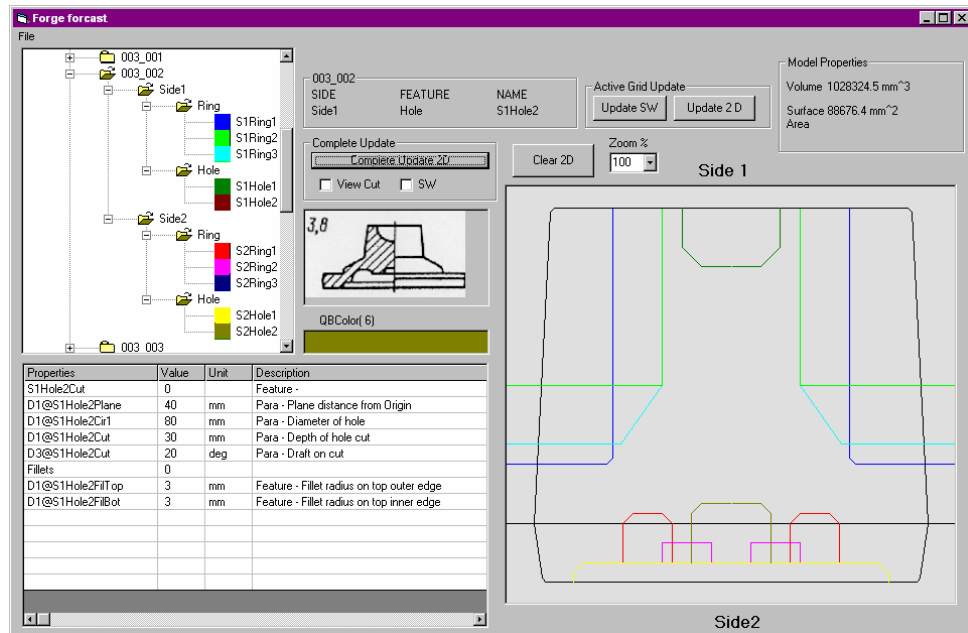 Forge forcast
File
003_001
003_002
Side1
Ring
S1Ring1
S1Ring2
S1Ring3
Hole
S1Hole1
S1Hole2
Side2
Ring
S2Ring1
S2Ring2
S2Ring3
Hole
S2Hole1
S2Hole2
003_003
003_002
SIDE FEATURE NAME
Side1 Hole S1Hole2
Complete Update
Complete Update 2D
View Cut SW
3,8
QBColor( 6)
Active Grid Update
Update SW Update 2 D
Clear 2D
Zoom %
100
Model Properties
Volume 1028324.5 mm^3
Surface 88676.4 mm^2
Area
Side 1
Side2
Properties Value Unit Description
S1Hole2Cut 0 Feature -
D1@S1Hole2Plane 40 mm Para - Plane distance from Origin
D1@S1Hole2Cir1 80 mm Para - Diameter of hole
D1@S1Hole2Cut 30 mm Para - Depth of hole cut
D3@S1Hole2Cut 20 deg Para - Draft on cut
Fillets 0
D1@S1Hole2FilTop 3 mm Feature - Fillet radius on top outer edge
D1@S1Hole2FilBot 3 mm Feature - Fillet radius on top inner edge